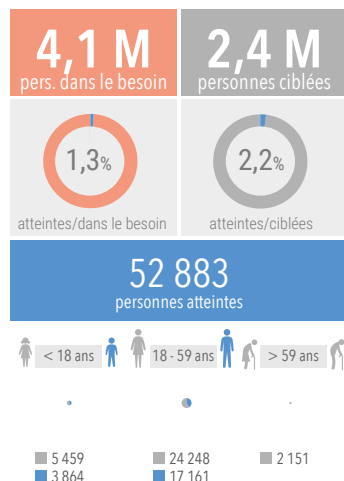 4,1 M
pers. dans le besoin
2,4 M
personnes ciblées
1,3%
atteintes/dans le besoin
2,2%
atteintes/ciblées
52 883
personnes atteintes
< 18 ans
18 - 59 ans
> 59 ans
5 459
24 248
2 151
3 864
17 161